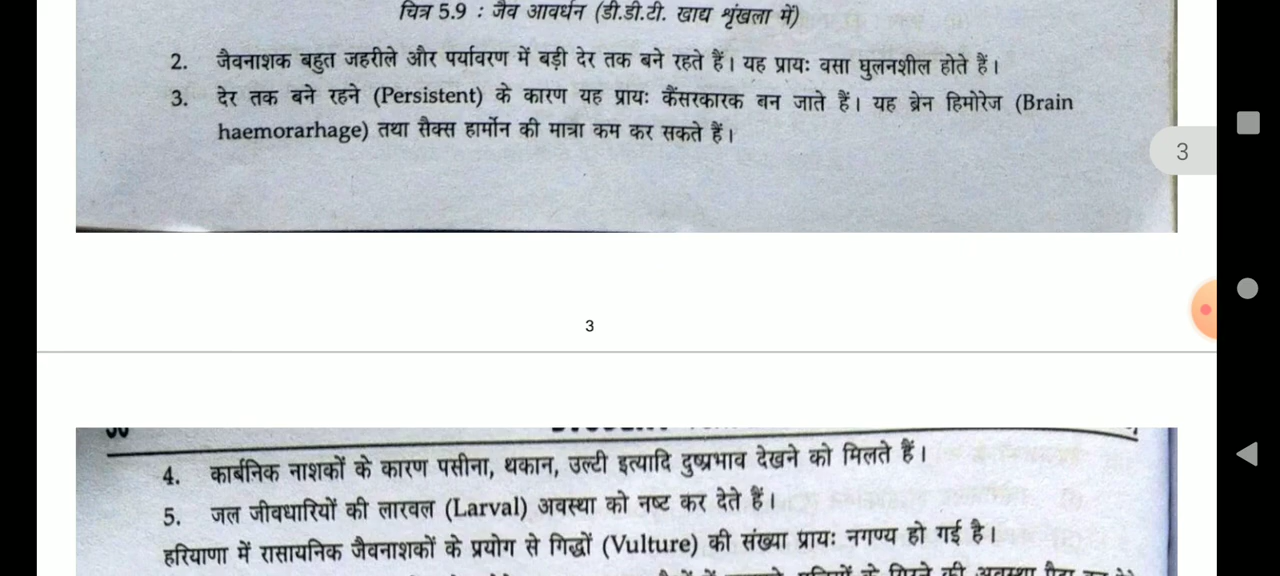 चित्र 5.9 : जैव आवर्धन (डी.डी.टी. खाद्य शृंखला में)
2. जैवनाशक बहुत जहरीले और पर्यावरण में बड़ी देर तक बने रहते हैं। यह प्रायः वसा घुलनशील होते हैं।
3. देर तक बने रहने (Persistent) के कारण यह प्रायः कैंसरकारक बन जाते हैं। यह ब्रेन हिमोरेज (Brain
haemorarhage) तथा सैक्स हार्मोन की मात्रा कम कर सकते हैं।
3
3
4. कार्बनिक नाशकों के कारण पसीना, थकान, उल्टी इत्यादि दुष्प्रभाव देखने को मिलते हैं।
5. जल जीवधारियों की लारवल (Larval) अवस्था को नष्ट कर देते हैं।
हरियाणा में रासायनिक जैवनाशकों के प्रयोग से गिद्धों (Vulture) की संख्या प्रायः नगण्य हो गई है।
के गिरने की अवस्था